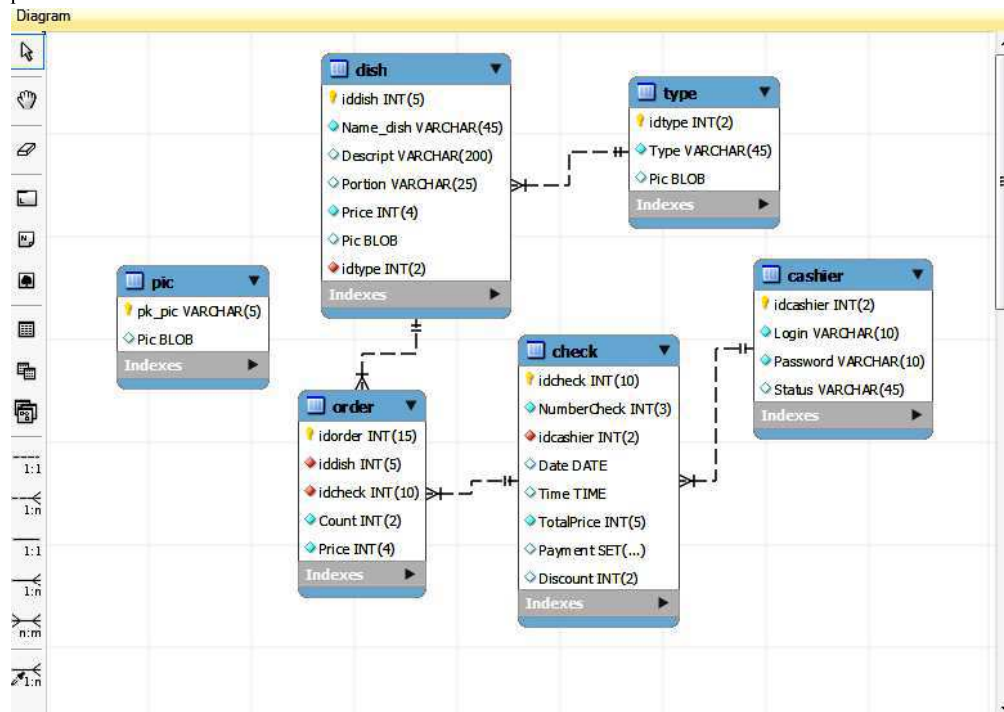 Diagram
dish
iddish INT(5)
Name_dish VARCHAR(45)
Descript VARCHAR(200)
Portion VARCHAR(25)
Price INT(4)
Pic BLOB
idtype INT(2)
Indexes
type
idtype INT(2)
Type VARCHAR(45)
Pic BLOB
Indexes
pic
pk_pic VARCHAR(5)
Pic BLOB
Indexes
cashier
idcashier INT(2)
Login VARCHAR(10)
Password VARCHAR(10)
Status VARCHAR(45)
Indexes
check
idcheck INT(10)
NumberCheck INT(3)
idcashier INT(2)
Date DATE
Time TIME
TotalPrice INT(5)
Payment SET(...)
Discount INT(2)
Indexes
order
idorder INT(15)
iddish INT(5)
idcheck INT(10)
Count INT(2)
Price INT(4)
Indexes
1:1
1:n
1:1
1:n
n:m
1:n